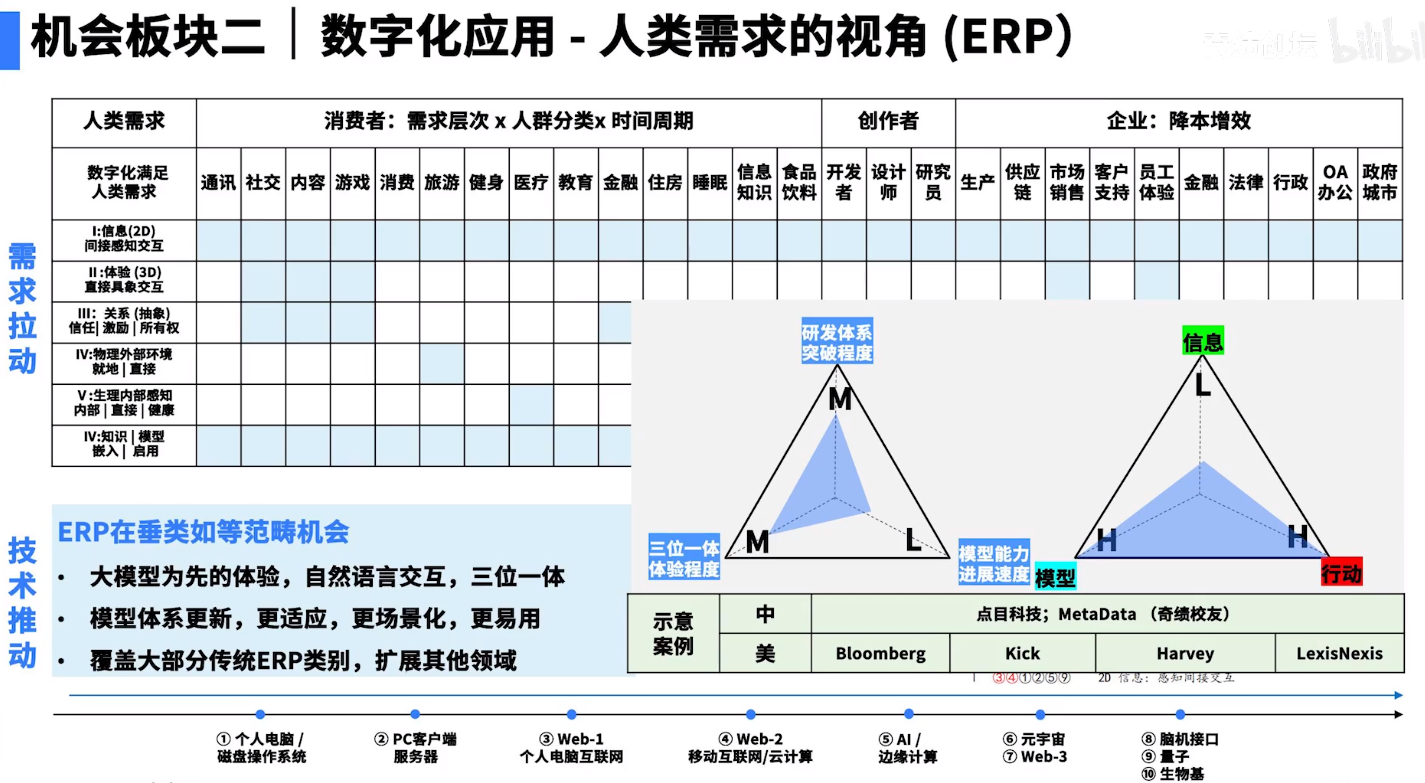 机会板块二｜数字化应用 - 人类需求的视角 (ERP）
bilibili
人类需求
消费者：需求层次 x 人群分类x 时间周期
创作者
企业：降本增效
数字化满足
人类需求
通讯
社交
内容
游戏
消费
旅游
健身
医疗
教育
金融
住房
睡眠
信息
知识
食品
饮料
开发
者
设计
师
研究
员
生产
供应
链
市场
销售
客户
支持
员工
体验
金融
法律
行政
OA
办公
政府
城市
需求拉动
I:信息(2D)
间接感知交互
II :体验 (3D)
直接具象交互
III：关系 (抽象)
信任| 激励 | 所有权
IV:物理外部环境
就地 | 直接
V :生理内部感知
内部 | 直接 | 健康
IV:知识 | 模型
嵌入 | 启用
研发体系
突破程度
M
三位一体
体验程度
M
L
模型能力
进展速度
信息
L
H
H
模型
行动
技术推动
ERP在垂类如等范畴机会
• 大模型为先的体验，自然语言交互，三位一体
• 模型体系更新，更适应，更场景化，更易用
• 覆盖大部分传统ERP类别，扩展其他领域
示意
案例
中
点目科技；MetaData （奇绩校友）
美
Bloomberg
Kick
Harvey
LexisNexis
③④①②⑤⑨
2D 信息：感知间接交互
① 个人电脑 /
磁盘操作系统
② PC客户端
服务器
③ Web-1
个人电脑互联网
④ Web-2
移动互联网/云计算
⑤ AI /
边缘计算
⑥ 元宇宙
⑦ Web-3
⑧ 脑机接口
⑨ 量子
⑩ 生物基